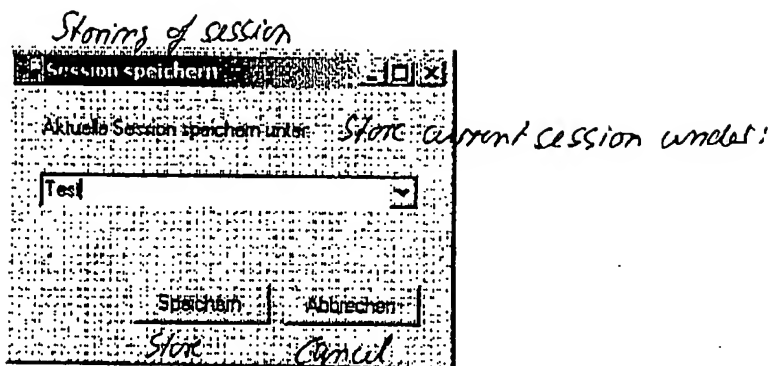 Storing of session
Session speichern
Aktuelle Session speichern unter: Store current session under:
Test
Speichern Abbrechen
Store Cancel